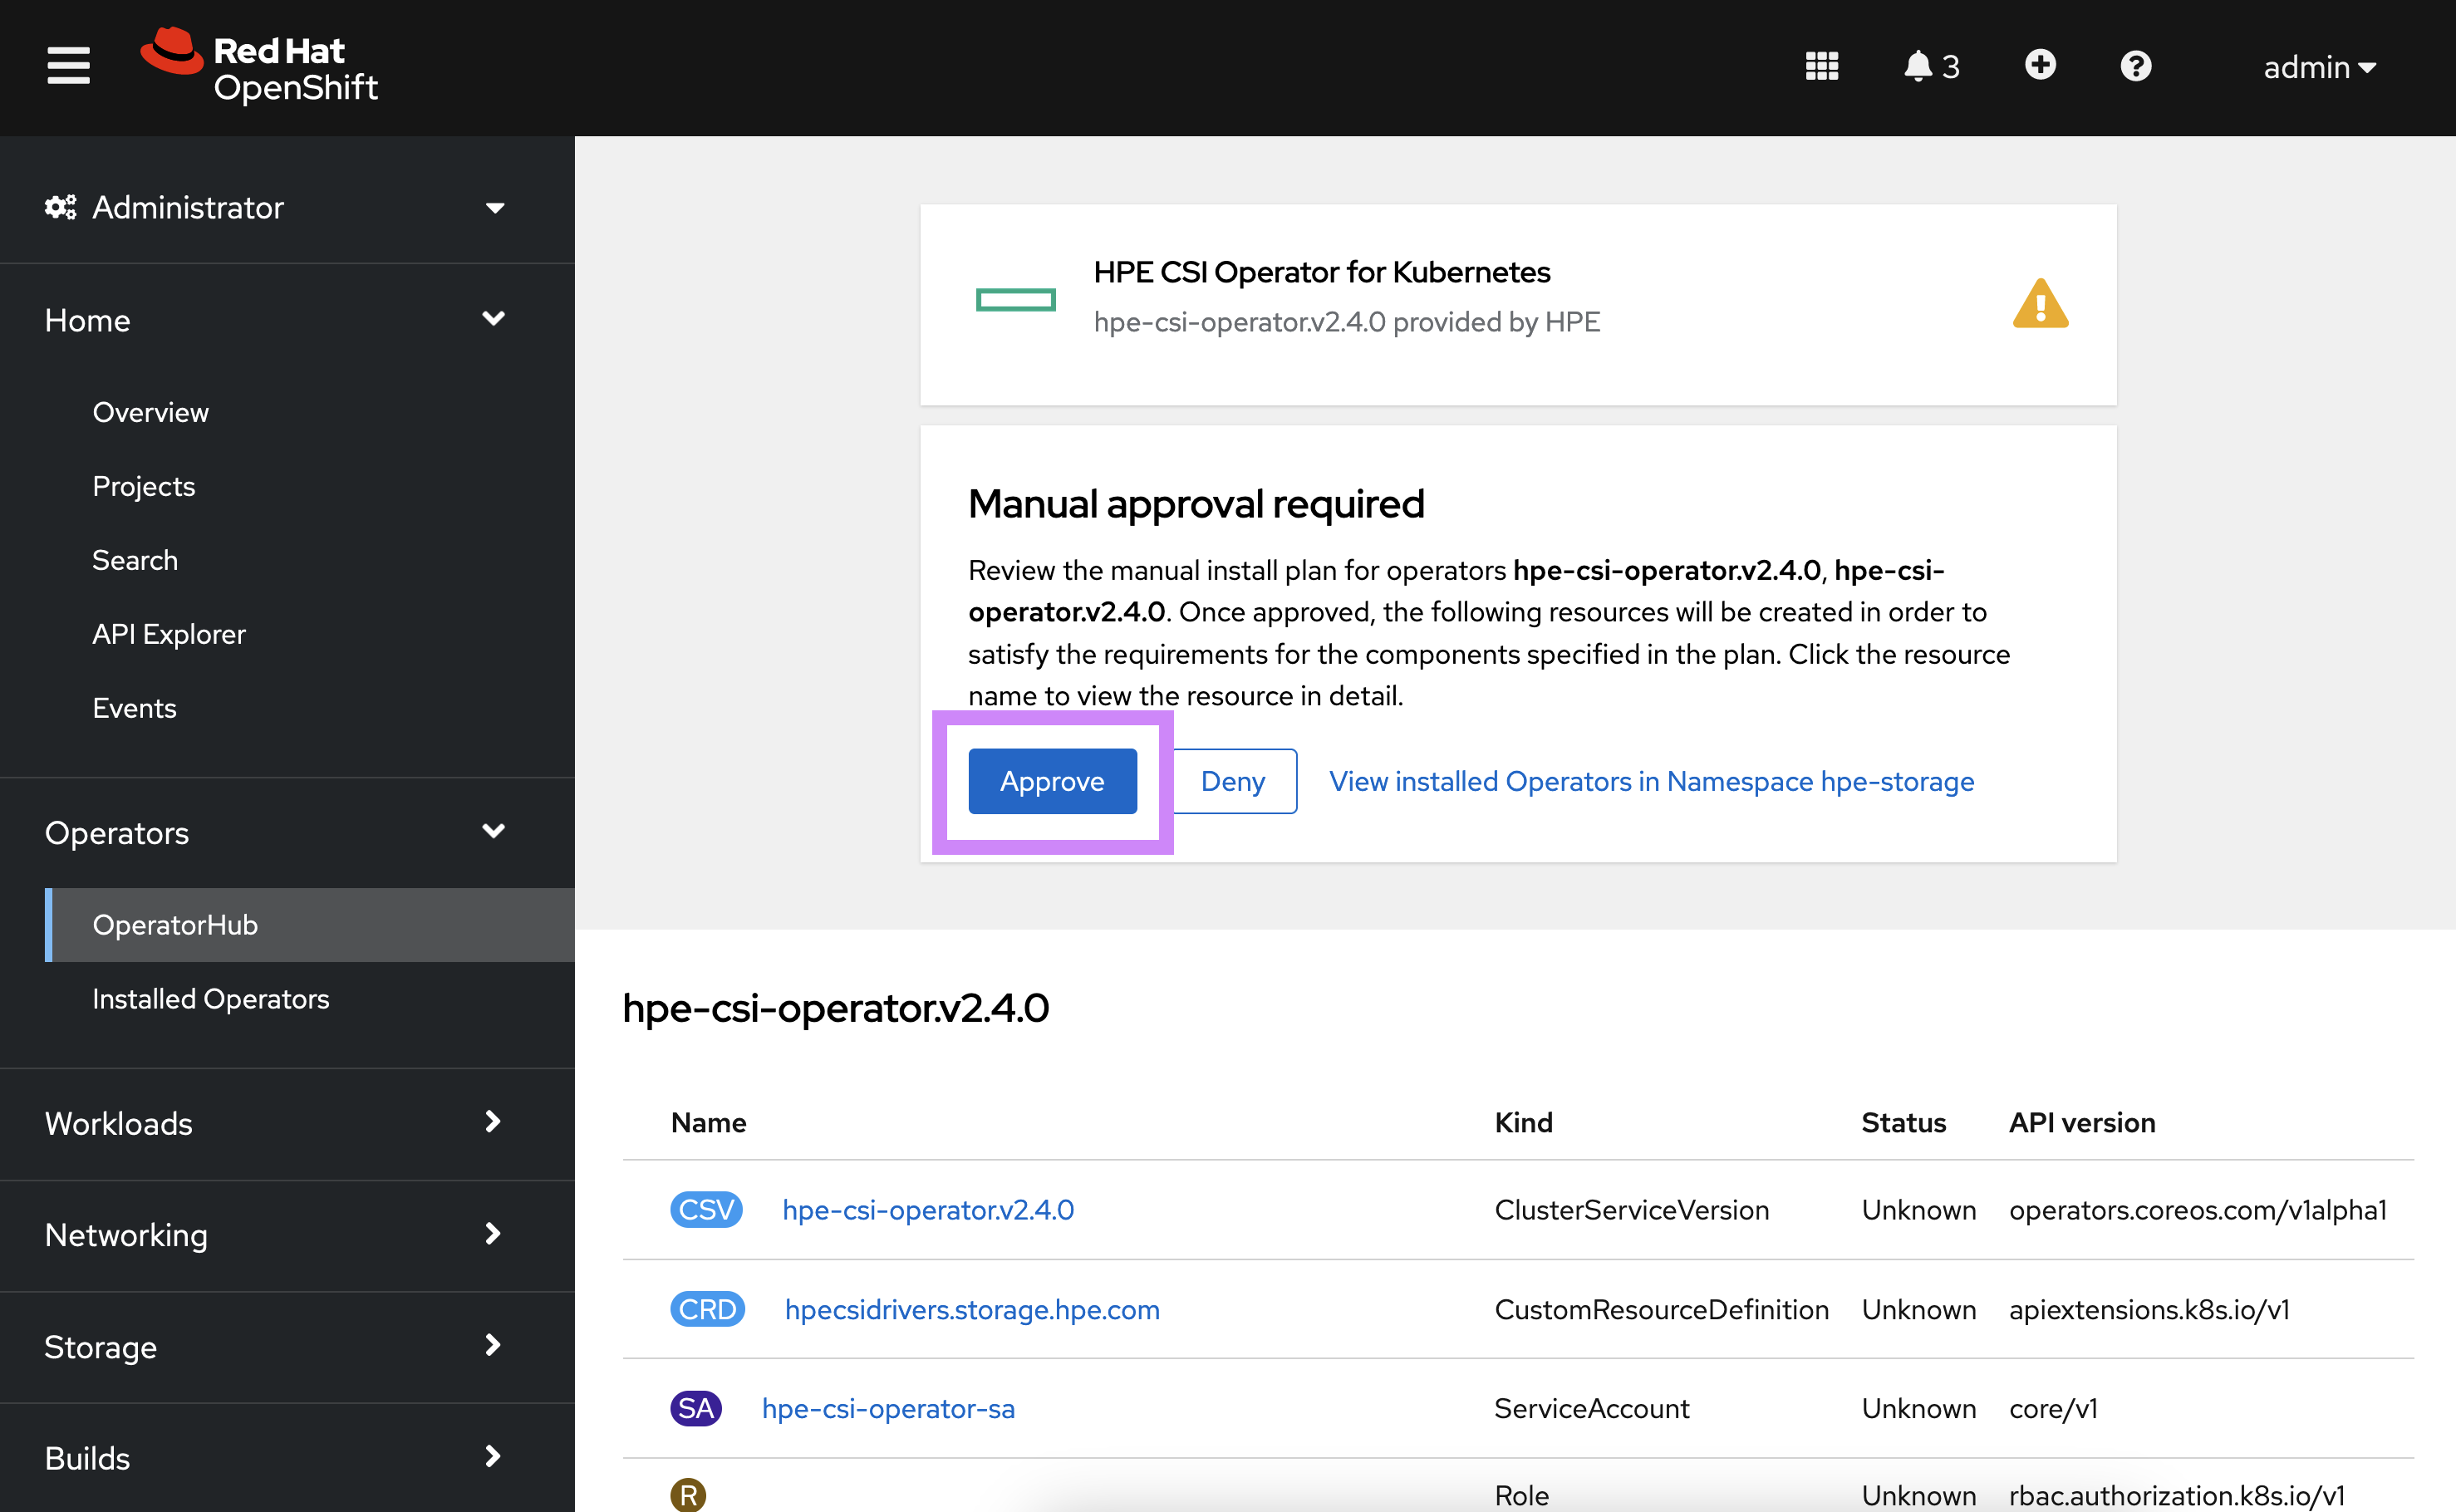 Red Hat
OpenShift
3
admin
Administrator
Home
Overview
Projects
Search
API Explorer
Events
Operators
OperatorHub
Installed Operators
Workloads
Networking
Storage
Builds
HPE CSI Operator for Kubernetes
hpe-csi-operator.v2.4.0 provided by HPE
Manual approval required
Review the manual install plan for operators hpe-csi-operator.v2.4.0, hpe-csi-
operator.v2.4.0. Once approved, the following resources will be created in order to
satisfy the requirements for the components specified in the plan. Click the resource
name to view the resource in detail.
Approve Deny View installed Operators in Namespace hpe-storage
hpe-csi-operator.v2.4.0
Name Kind Status API version
CSV hpe-csi-operator.v2.4.0 ClusterServiceVersion Unknown operators.coreos.com/v1alpha1
CRD hpecsidrivers.storage.hpe.com CustomResourceDefinition Unknown apiextensions.k8s.io/v1
SA hpe-csi-operator-sa ServiceAccount Unknown core/v1
R Role Unknown rbac.authorization.k8s.io/v1